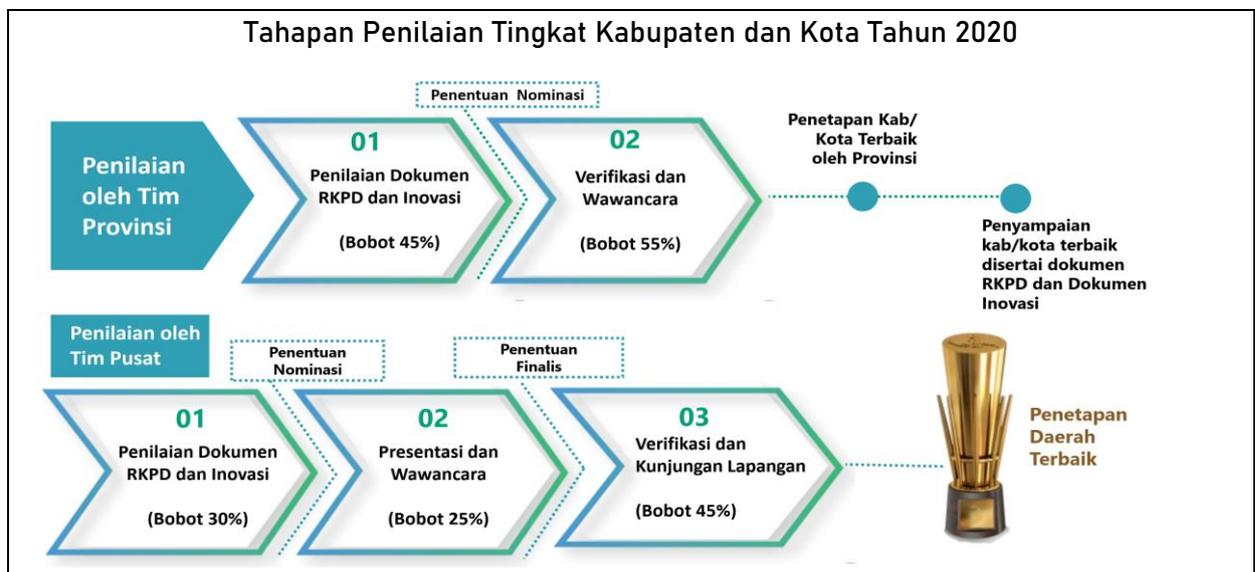 Tahapan Penilaian Tingkat Kabupaten dan Kota Tahun 2020
Penilaian
oleh Tim
Provinsi
01
Penilaian Dokumen
RKPD dan Inovasi
(Bobot 45%)
Penentuan Nominasi
02
Verifikasi dan
Wawancara
(Bobot 55%)
Penetapan Kab/
Kota Terbaik
oleh Provinsi
Penyampaian
kab/kota terbaik
disertai dokumen
RKPD dan Dokumen
Inovasi
Penilaian oleh
Tim Pusat
01
Penilaian Dokumen
RKPD dan Inovasi
(Bobot 30%)
Penentuan
Nominasi
02
Presentasi dan
Wawancara
(Bobot 25%)
Penentuan
Finalis
03
Verifikasi dan
Kunjungan Lapangan
(Bobot 45%)
Penetapan
Daerah
Terbaik